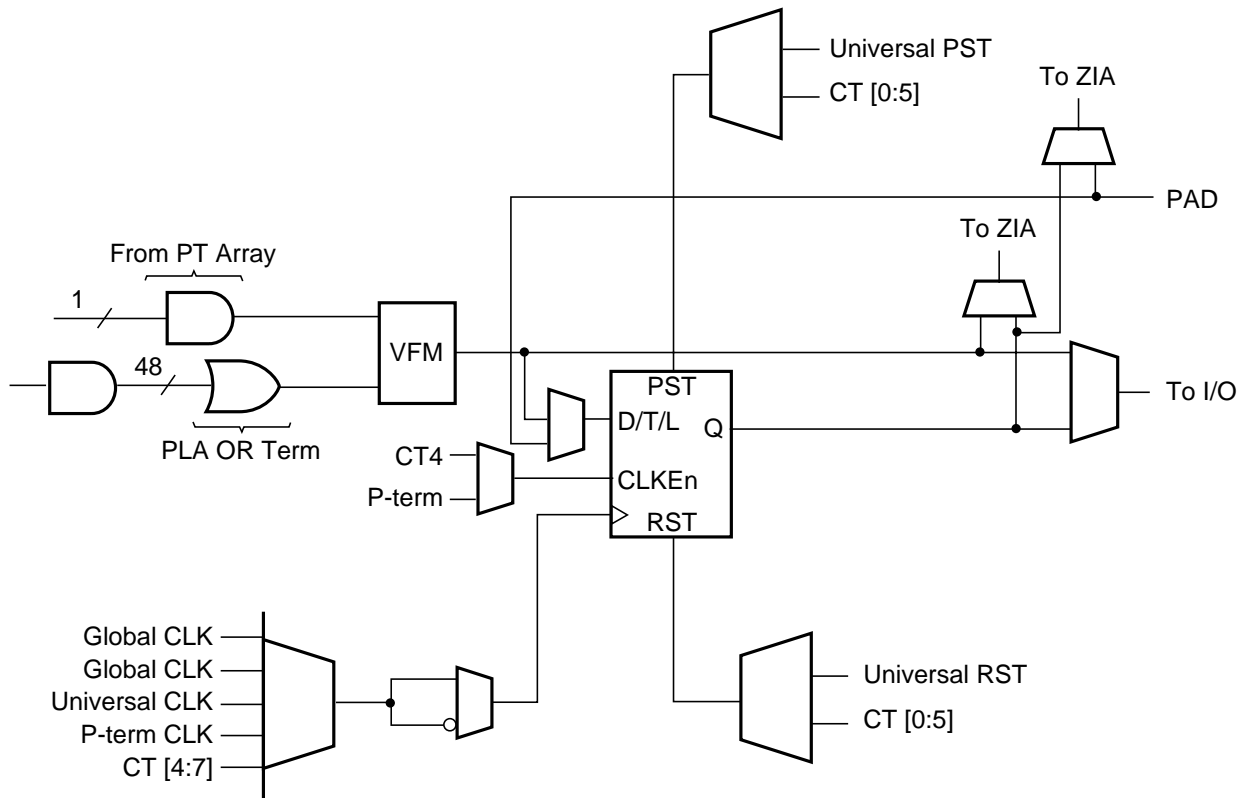 Universal PST
CT [0:5]
To ZIA
PAD
To ZIA
From PT Array
1
48
VFM
PLA OR Term
PST
D/T/L
Q
CLKEn
RST
To I/O
CT4
P-term
Global CLK
Global CLK
Universal CLK
P-term CLK
CT [4:7]
Universal RST
CT [0:5]